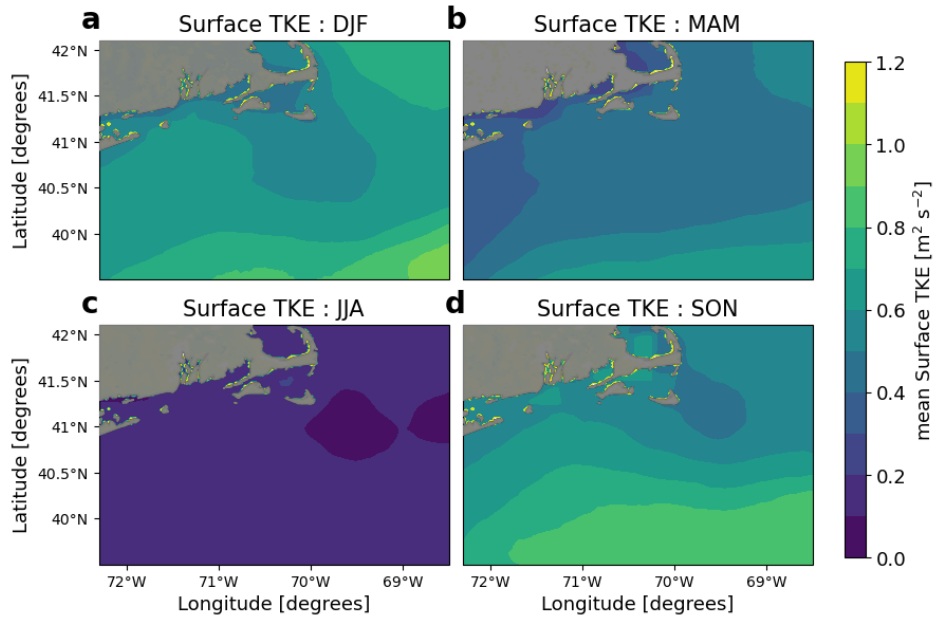 a
Surface TKE : DJF
b
Surface TKE : MAM
42°N
41.5°N
41°N
40.5°N
40°N
Latitude [degrees]
c
Surface TKE : JJA
d
Surface TKE : SON
42°N
41.5°N
41°N
40.5°N
40°N
Latitude [degrees]
72°W 71°W 70°W 69°W
Longitude [degrees]
72°W 71°W 70°W 69°W
Longitude [degrees]
1.2
1.0
0.8
0.6
0.4
0.2
0.0
mean Surface TKE [m² s⁻²]